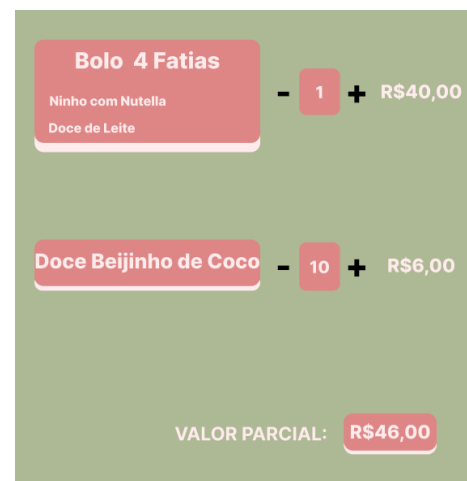 Bolo 4 Fatias
Ninho com Nutella
Doce de Leite
- 1 + R$40,00
Doce Beijinho de Coco - 10 + R$6,00
VALOR PARCIAL: R$46,00